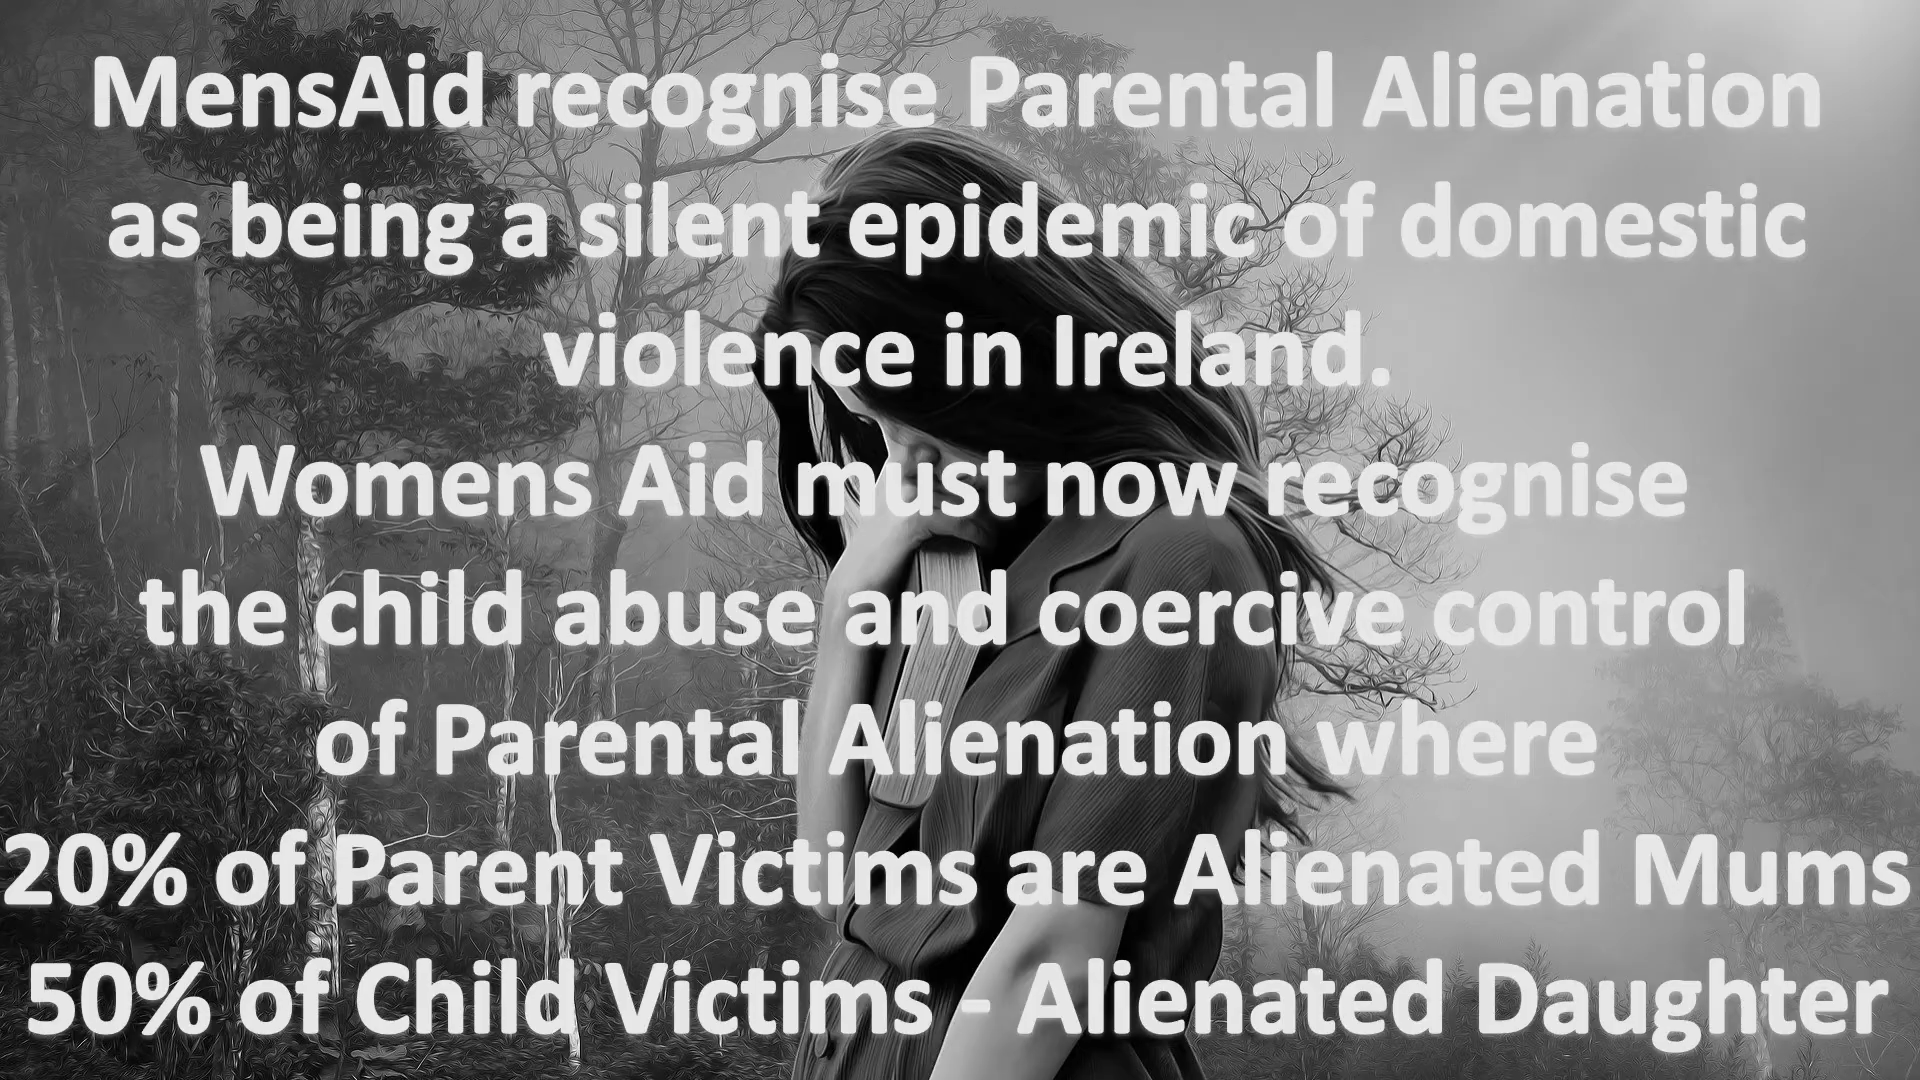 MensAid recognise Parental Alienation
as being a silent epidemic of domestic
violence in Ireland.
Womens Aid must now recognise
the child abuse and coercive control
of Parental Alienation where
20% of Parent Victims are Alienated Mums
50% of Child Victims - Alienated Daughter